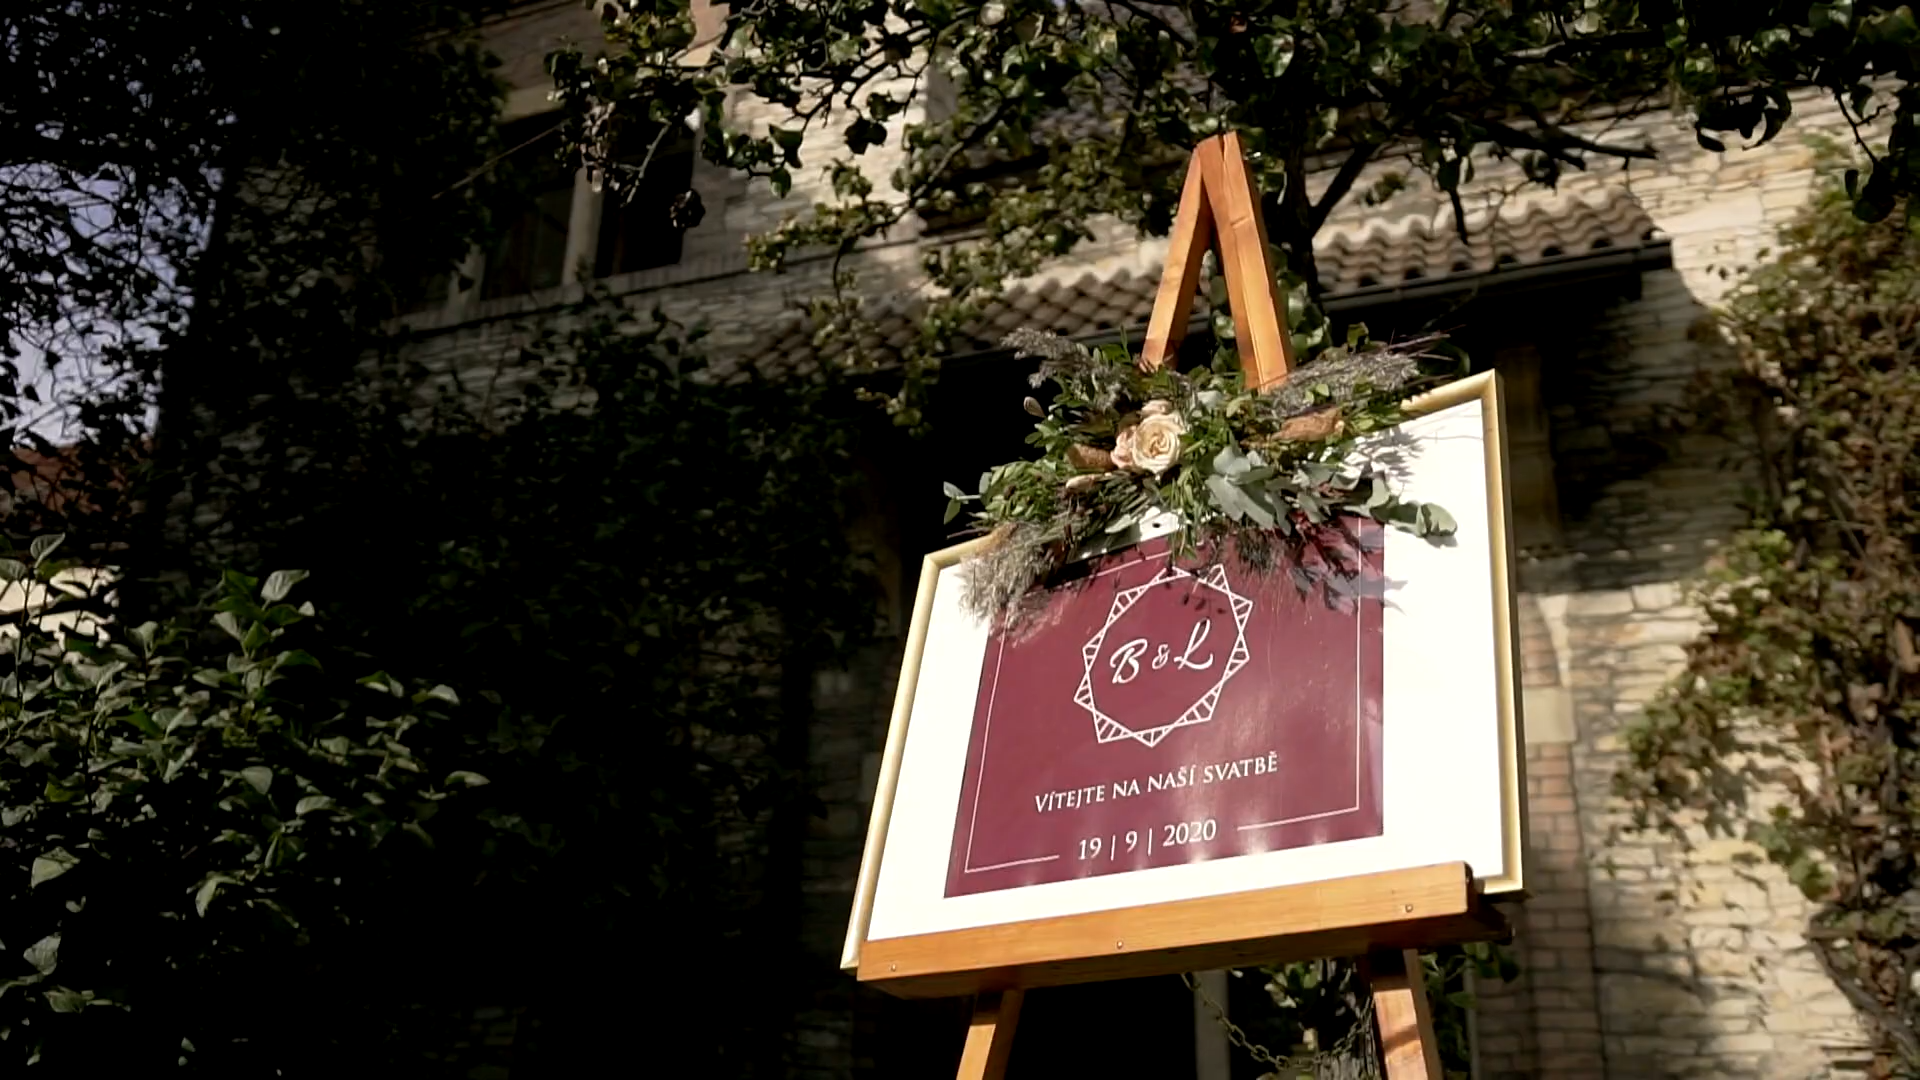 B & L
VÍTEJTE NA NAŠÍ SVATBĚ
19 | 9 | 2020